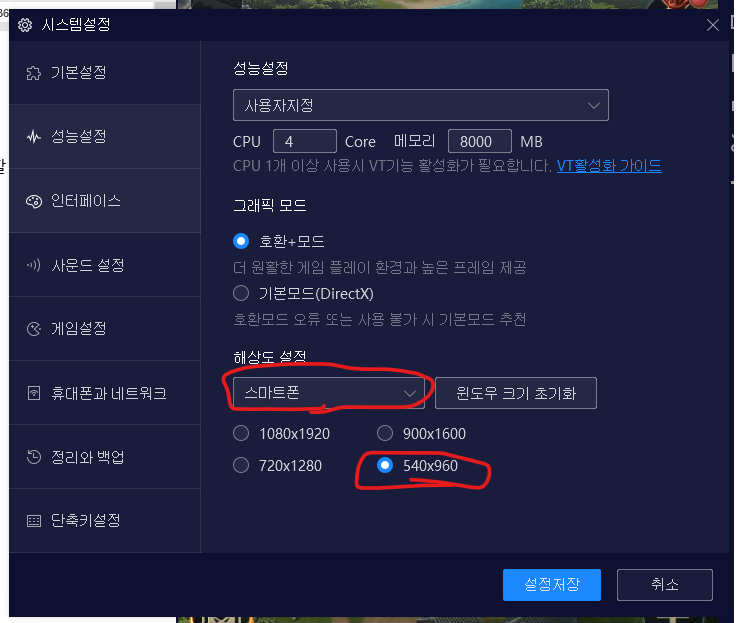 시스템설정
기본설정
성능설정
인터페이스
사운드 설정
게임설정
휴대폰과 네트워크
정리와 백업
단축키설정
성능설정
사용자지정
CPU 4 Core 메모리 8000 MB
CPU 1개 이상 사용시 VT기능 활성화가 필요합니다. VT활성화 가이드
그래픽 모드
호환+모드
더 원활한 게임 플레이 환경과 높은 프레임 제공
기본모드(DirectX)
호환모드 오류 또는 사용 불가 시 기본모드 추천
해상도 설정
스마트폰 윈도우 크기 초기화
1080x1920 900x1600
720x1280 540x960
설정저장 취소